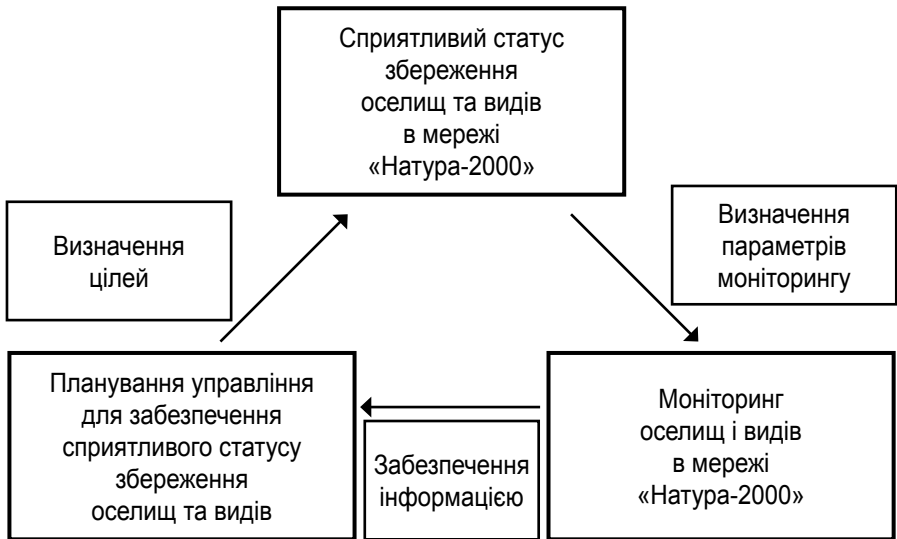 Сприятливий статус
збереження
оселищ та видів
в мережі
«Натура-2000»
Визначення
цілей
Визначення
параметрів
моніторингу
Планування управління
для забезпечення
сприятливого статусу
збереження
оселищ та видів
Забезпечення
інформацією
Моніторинг
оселищ і видів
в мережі
«Натура-2000»